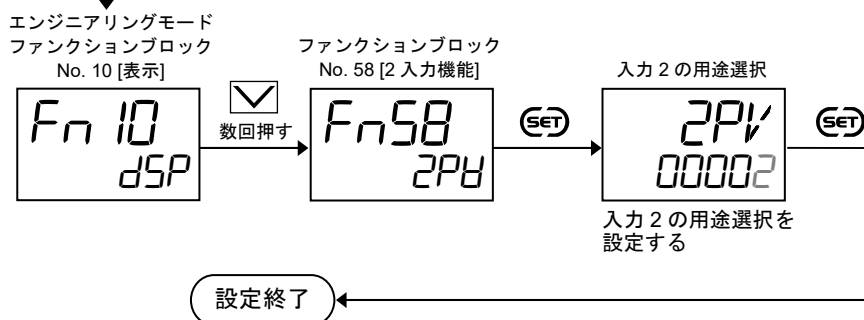 エンジニアリングモード
ファンクションブロック
No. 10 [表示]
Fn 10
dSP
数回押す
ファンクションブロック
No. 58 [2 入力機能]
Fn58
2PV
SET
入力 2 の用途選択
2PV
00002
入力 2 の用途選択を
設定する
SET
設定終了